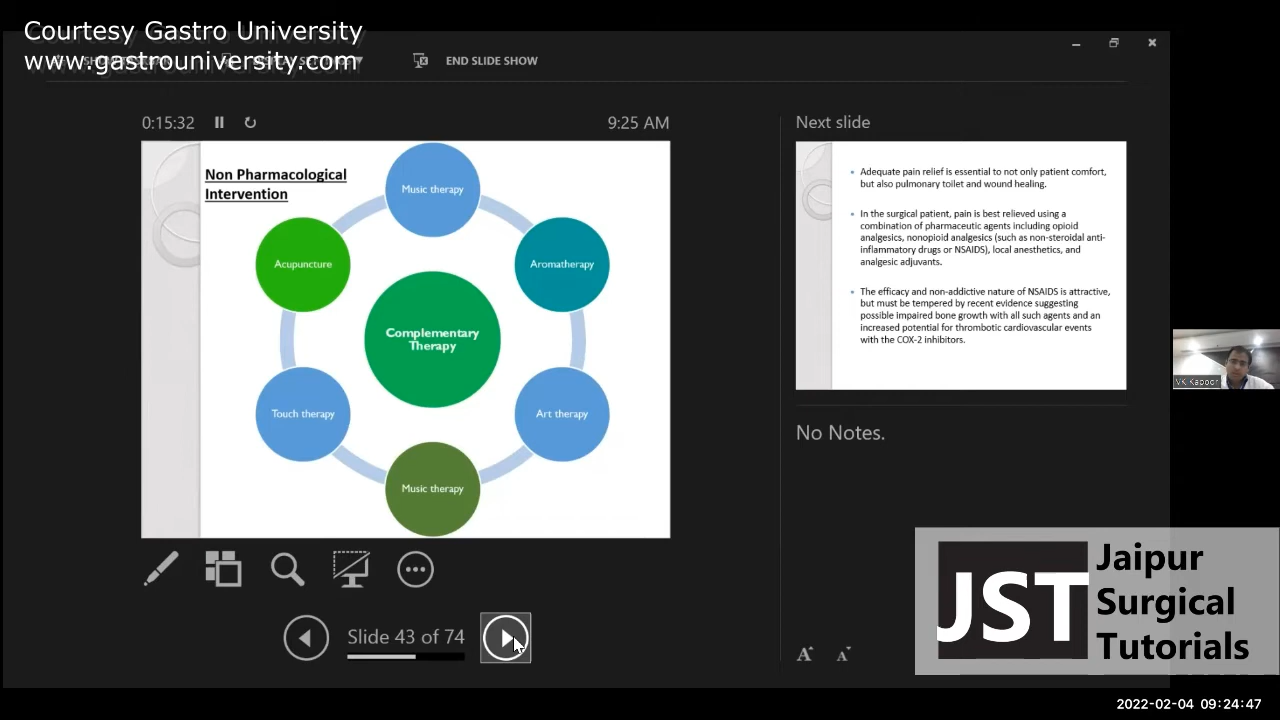 Courtesy Gastro University
www.gastrouniversity.com
END SLIDE SHOW
0:15:32
9:25 AM
Next slide
Non Pharmacological
Intervention
Music therapy
Acupuncture
Aromatherapy
Complementary
Therapy
Touch therapy
Art therapy
Music therapy
Adequate pain relief is essential to not only patient comfort,
but also pulmonary toilet and wound healing.
In the surgical patient, pain is best relieved using a
combination of pharmaceutic agents including opioid
analgesics, nonopioid analgesics (such as non-steroidal anti-
inflammatory drugs or NSAIDS), local anesthetics, and
analgesic adjuvants.
The efficacy and non-addictive nature of NSAIDS is attractive,
but must be tempered by recent evidence suggesting
possible impaired bone growth with all such agents and an
increased potential for thrombotic cardiovascular events
with the COX-2 inhibitors.
VK Kapoor
No Notes.
Slide 43 of 74
A A
JST
Jaipur
Surgical
Tutorials
2022-02-04 09:24:47